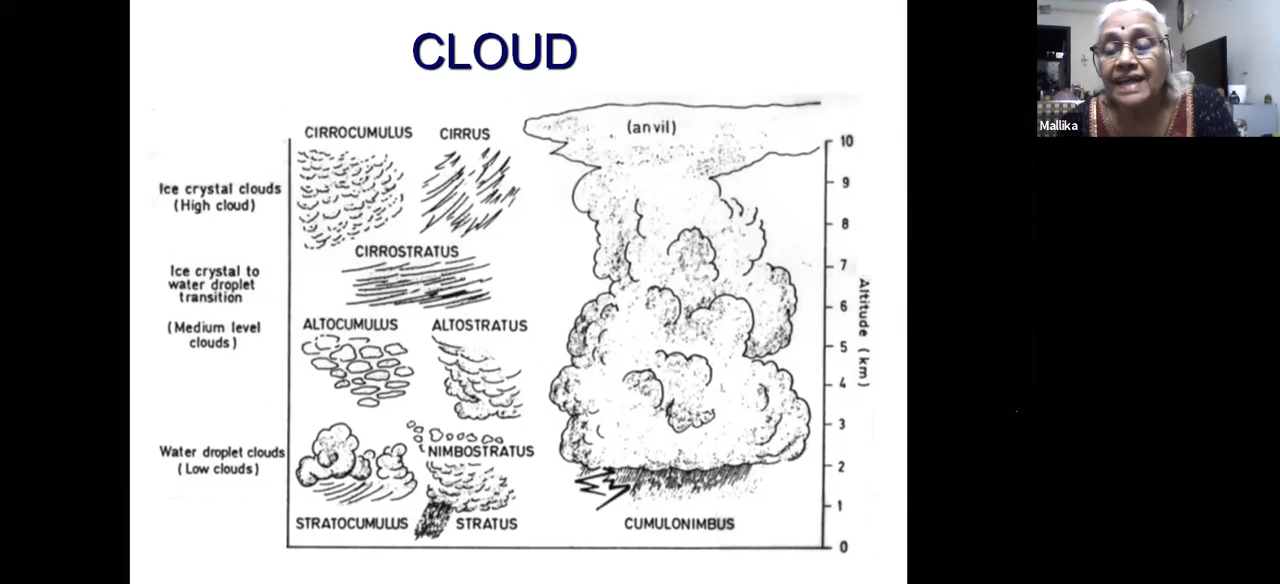 CLOUD
Mallika
CIRROCUMULUS
CIRRUS
(anvil)
Ice crystal clouds
(High cloud)
CIRROSTRATUS
Ice crystal to
water droplet
transition
(Medium level
clouds)
ALTOCUMULUS
ALTOSTRATUS
Water droplet clouds
(Low clouds)
NIMBOSTRATUS
STRATOCUMULUS
STRATUS
CUMULONIMBUS
10
9
8
7
6
5
4
3
2
1
0
Altitude (km)